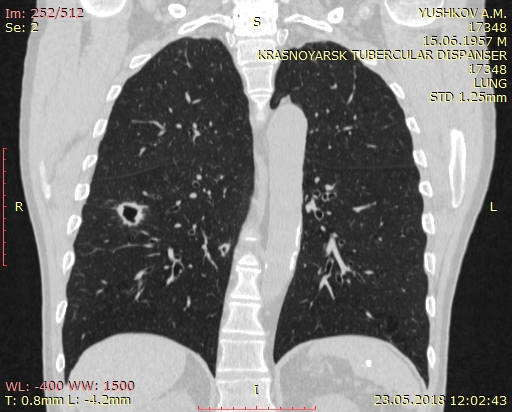 Im: 252/512
Se: 2
S
YUSHKOV A.M.
17348
15.06.1957 M
KRASNOYARSK TUBERCULAR DISPANSER
17348
LUNG
STD 1.25mm
R
L
WL: -400 WW: 1500
T: 0.8mm L: -4.2mm
I
23.05.2018 12:02:43